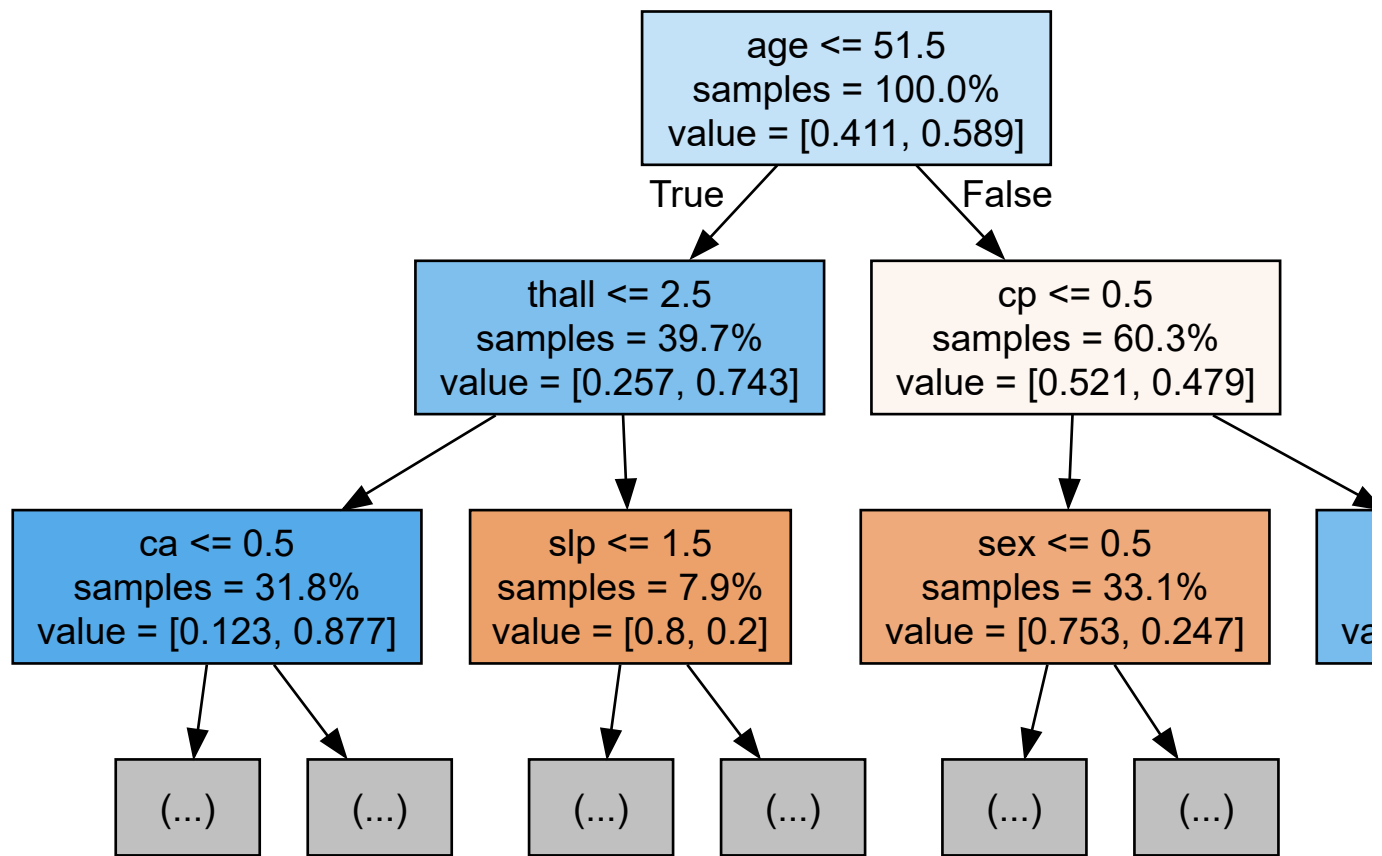 age <= 51.5
samples = 100.0%
value = [0.411, 0.589]
True
False
thall <= 2.5
samples = 39.7%
value = [0.257, 0.743]
cp <= 0.5
samples = 60.3%
value = [0.521, 0.479]
ca <= 0.5
samples = 31.8%
value = [0.123, 0.877]
slp <= 1.5
samples = 7.9%
value = [0.8, 0.2]
sex <= 0.5
samples = 33.1%
value = [0.753, 0.247]
(...)
(...)
(...)
(...)
(...)
(...)